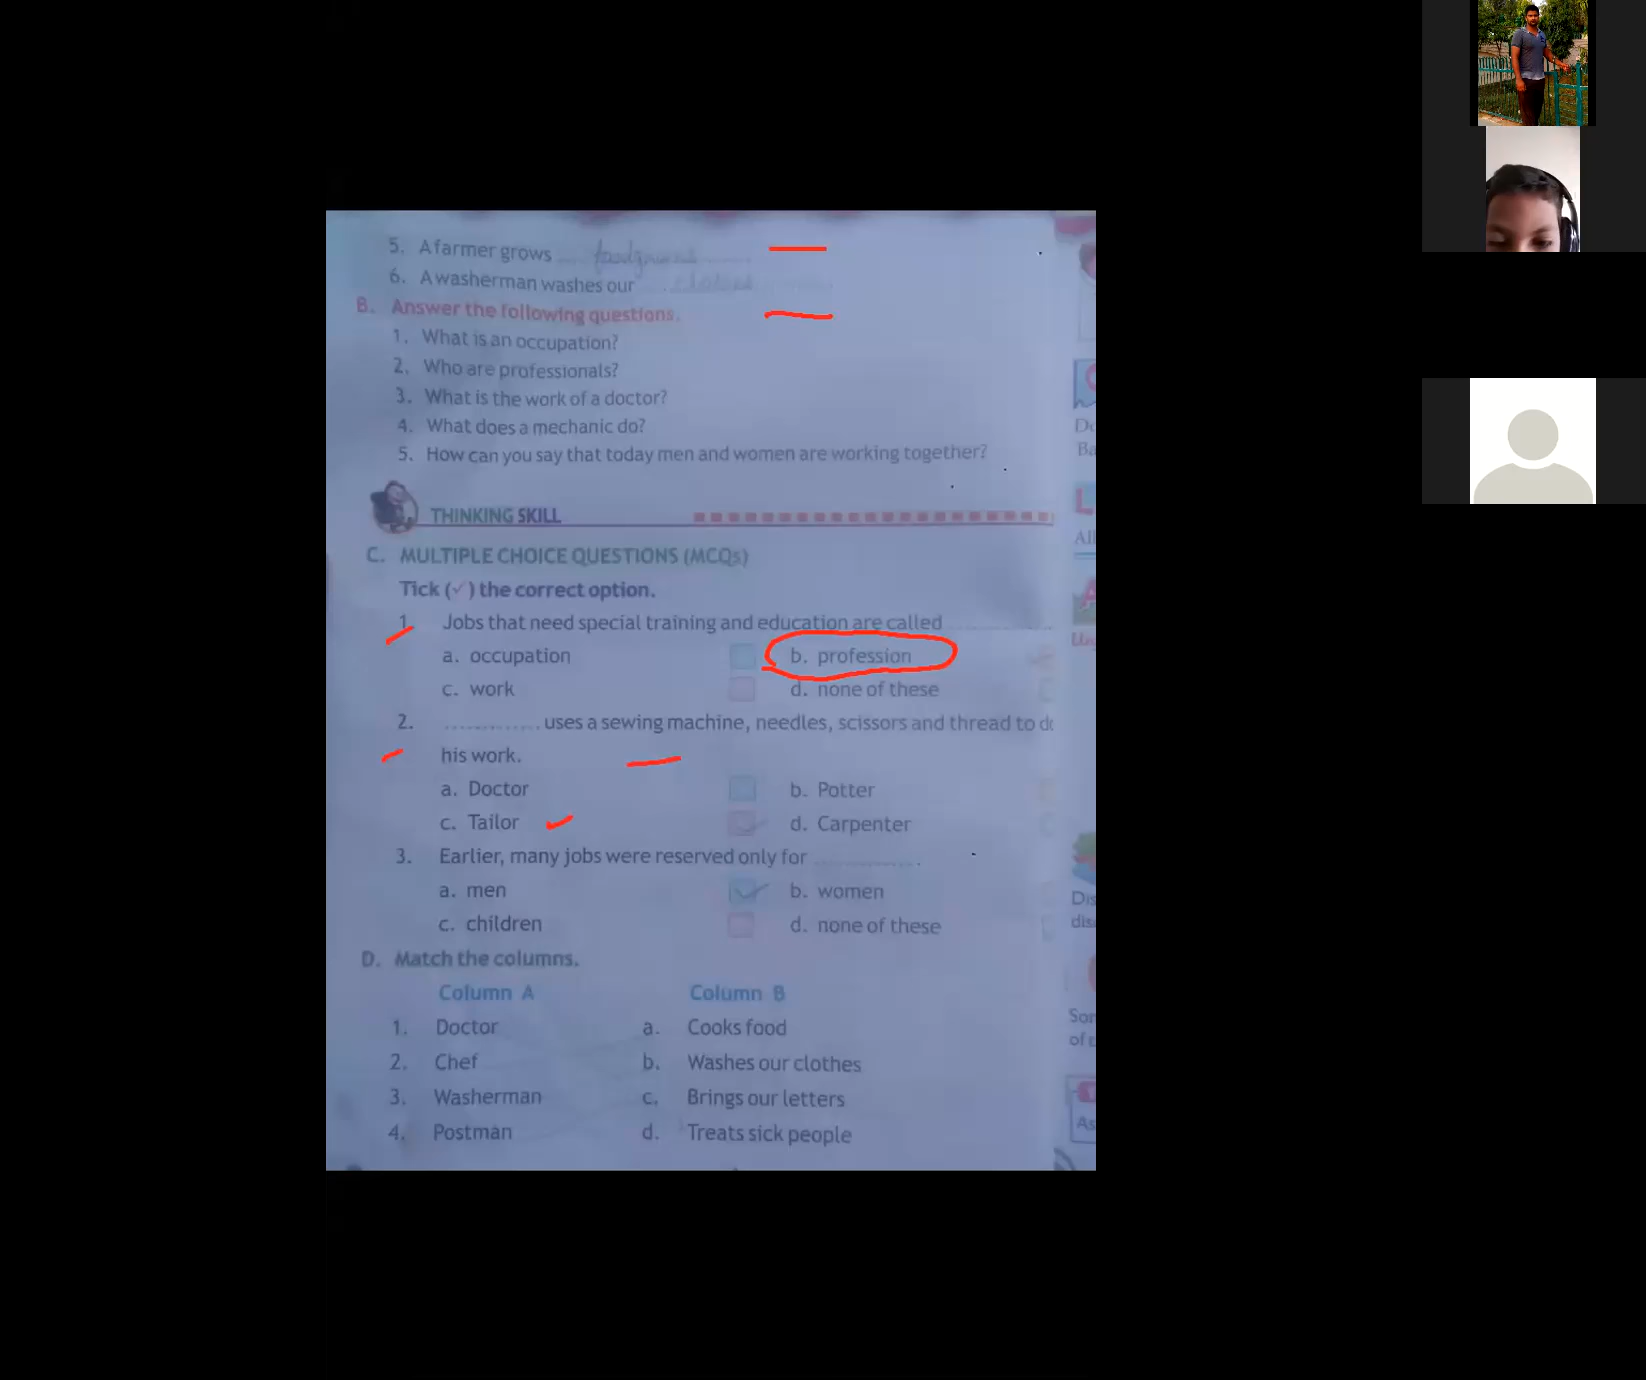 5. A farmer grows ... foodgrains ...
6. A washerman washes our ... clothes
B. Answer the following questions.
1. What is an occupation?
2. Who are professionals?
3. What is the work of a doctor?
4. What does a mechanic do?
5. How can you say that today men and women are working together?
THINKING SKILL
C. MULTIPLE CHOICE QUESTIONS (MCQs)
Tick (✓) the correct option.
1. Jobs that need special training and education are called ..............
a. occupation b. profession
c. work d. none of these
2. ............. uses a sewing machine, needles, scissors and thread to do
his work.
a. Doctor b. Potter
c. Tailor d. Carpenter
3. Earlier, many jobs were reserved only for ..............
a. men b. women
c. children d. none of these
D. Match the columns.
Column A Column B
1. Doctor a. Cooks food
2. Chef b. Washes our clothes
3. Washerman c. Brings our letters
4. Postman d. Treats sick people